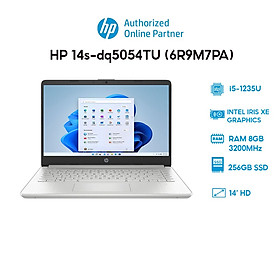 hp
Authorized
Online Partner
HP 14s-dq5054TU (6R9M7PA)
i5-1235U
INTEL IRIS XE
GRAPHICS
RAM 8GB
3200MHz
256GB SSD
14' HD